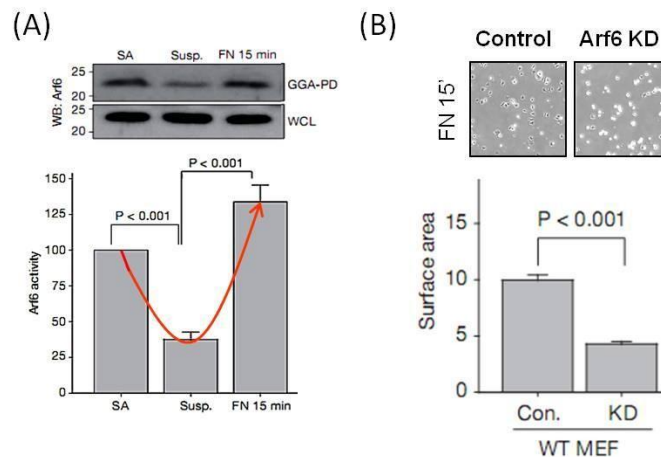 (A)
SA Susp. FN 15 min
WB: Arf6
25
20
GGA-PD
25
20
WCL
P < 0.001
P < 0.001
Arf6 activity
150
125
100
75
50
25
0
SA Susp. FN 15 min
(B)
Control Arf6 KD
FN 15'
P < 0.001
Surface area
15
10
5
0
Con. KD
WT MEF